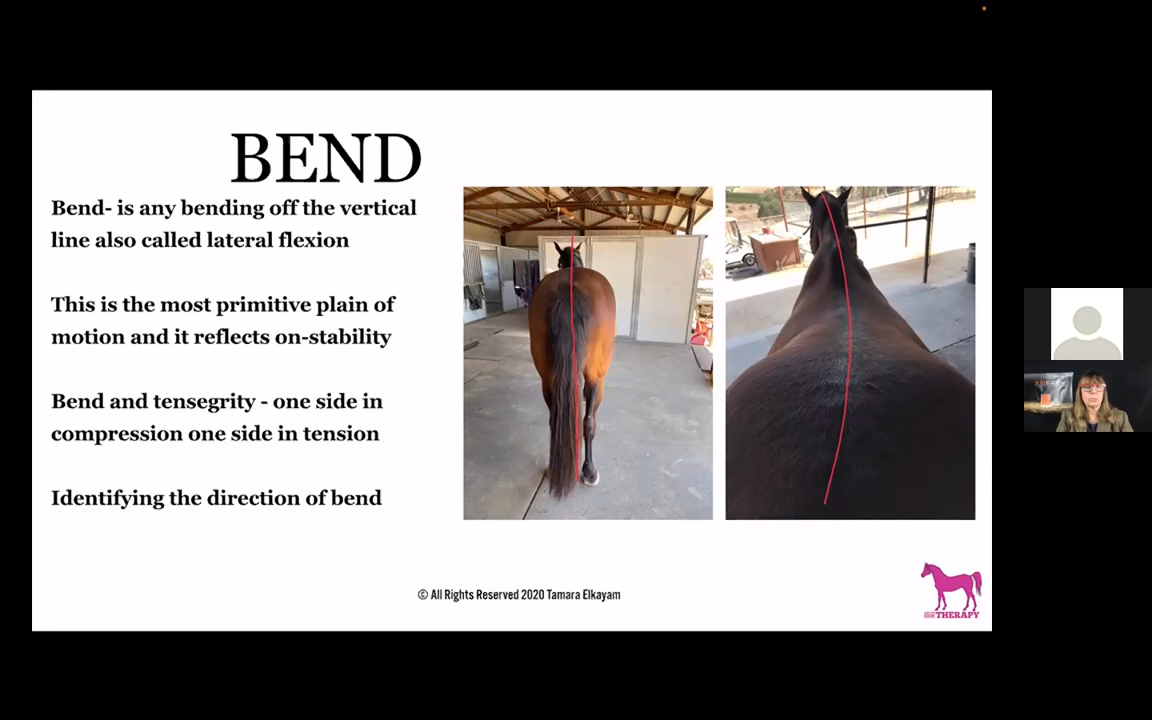 BEND
Bend- is any bending off the vertical
line also called lateral flexion
This is the most primitive plain of
motion and it reflects on-stability
Bend and tensegrity - one side in
compression one side in tension
Identifying the direction of bend
© All Rights Reserved 2020 Tamara Elkayam
THERAPY